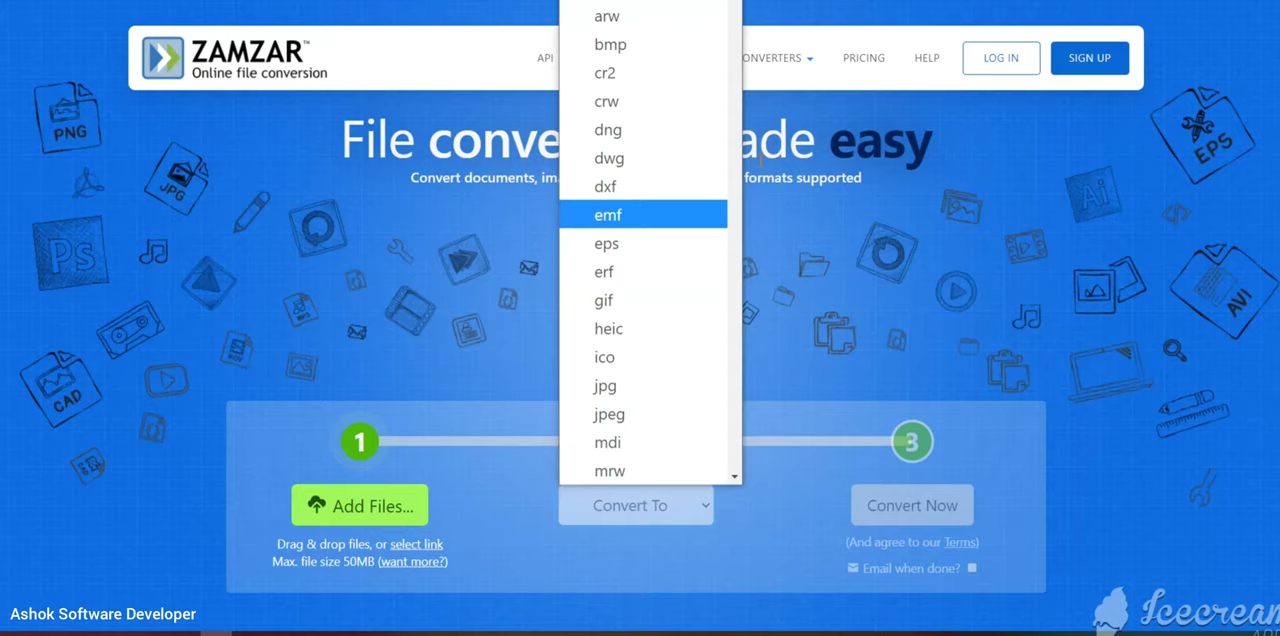 ZAMZAR™
Online file conversion
API
ONVERTERS
PRICING
HELP
LOG IN
SIGN UP
File conve
ade easy
Convert documents, im
formats supported
arw
bmp
cr2
crw
dng
dwg
dxf
emf
eps
erf
gif
heic
ico
jpg
jpeg
mdi
mrw
PNG
JPG
PS
CAD
MOV
EPS
Ai
AVI
1
3
Add Files...
Convert To
Convert Now
Drag & drop files, or select link
Max. file size 50MB (want more?)
(And agree to our Terms)
Email when done?
Ashok Software Developer
Icecream